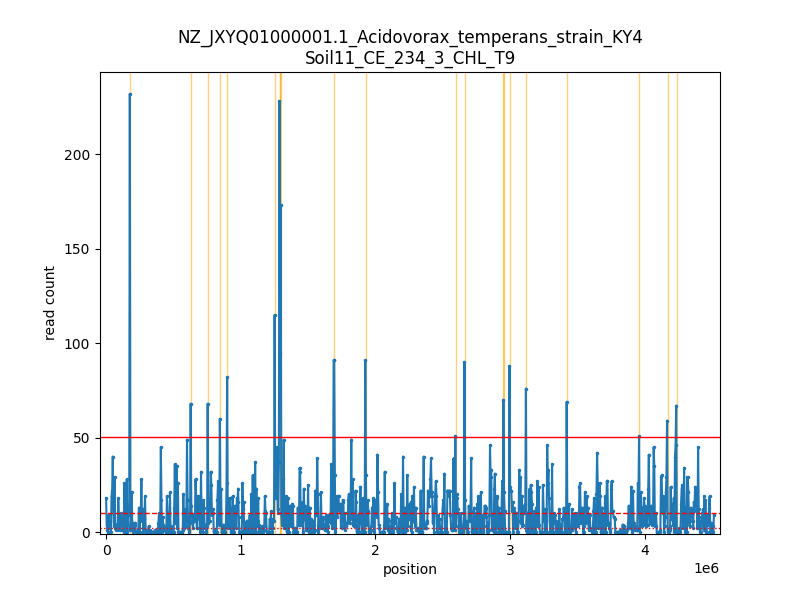 NZ_JXYQ01000001.1_Acidovorax_temperans_strain_KY4
Soil11_CE_234_3_CHL_T9
200
150
100
50
0
read count
0 1 2 3 4
1e6
position